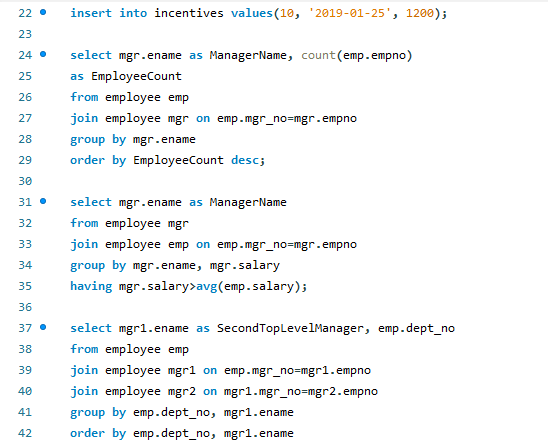 22 insert into incentives values(10, '2019-01-25', 1200);
23
24 select mgr.ename as ManagerName, count(emp.empno)
25 as EmployeeCount
26 from employee emp
27 join employee mgr on emp.mgr_no=mgr.empno
28 group by mgr.ename
29 order by EmployeeCount desc;
30
31 select mgr.ename as ManagerName
32 from employee mgr
33 join employee emp on emp.mgr_no=mgr.empno
34 group by mgr.ename, mgr.salary
35 having mgr.salary>avg(emp.salary);
36
37 select mgr1.ename as SecondTopLevelManager, emp.dept_no
38 from employee emp
39 join employee mgr1 on emp.mgr_no=mgr1.empno
40 join employee mgr2 on mgr1.mgr_no=mgr2.empno
41 group by emp.dept_no, mgr1.ename
42 order by emp.dept_no, mgr1.ename